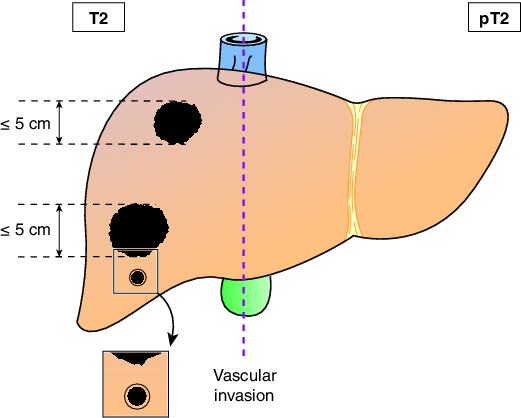 T2
pT2
≤ 5 cm
≤ 5 cm
Vascular
invasion